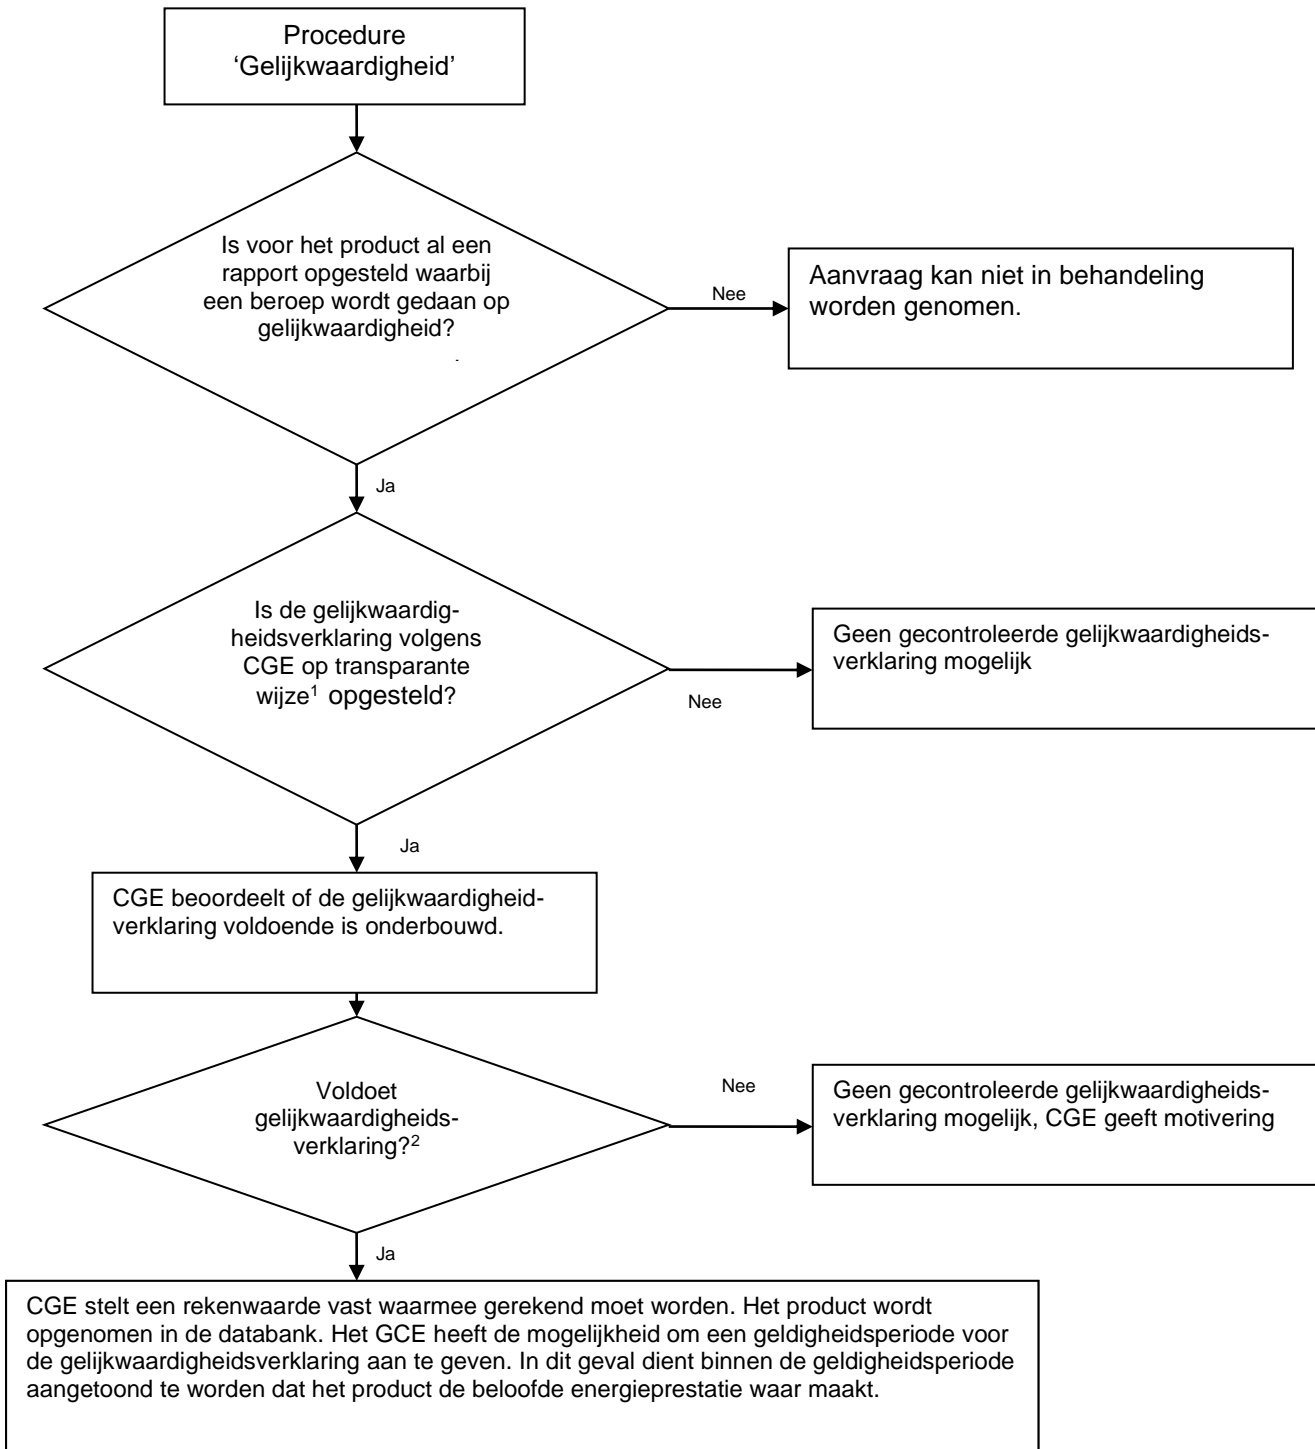 Procedure
‘Gelijkwaardigheid’
Is voor het product al een
rapport opgesteld waarbij
een beroep wordt gedaan op
gelijkwaardigheid?
.
Nee
Aanvraag kan niet in behandeling
worden genomen.
Ja
Is de gelijkwaardig-
heidsverklaring volgens
CGE op transparante
wijze¹ opgesteld?
Nee
Geen gecontroleerde gelijkwaardigheids-
verklaring mogelijk
Ja
CGE beoordeelt of de gelijkwaardigheid-
verklaring voldoende is onderbouwd.
Voldoet
gelijkwaardigheids-
verklaring?²
Nee
Geen gecontroleerde gelijkwaardigheids-
verklaring mogelijk, CGE geeft motivering
Ja
CGE stelt een rekenwaarde vast waarmee gerekend moet worden. Het product wordt
opgenomen in de databank. Het GCE heeft de mogelijkheid om een geldigheidsperiode voor
de gelijkwaardigheidsverklaring aan te geven. In dit geval dient binnen de geldigheidsperiode
aangetoond te worden dat het product de beloofde energieprestatie waar maakt.